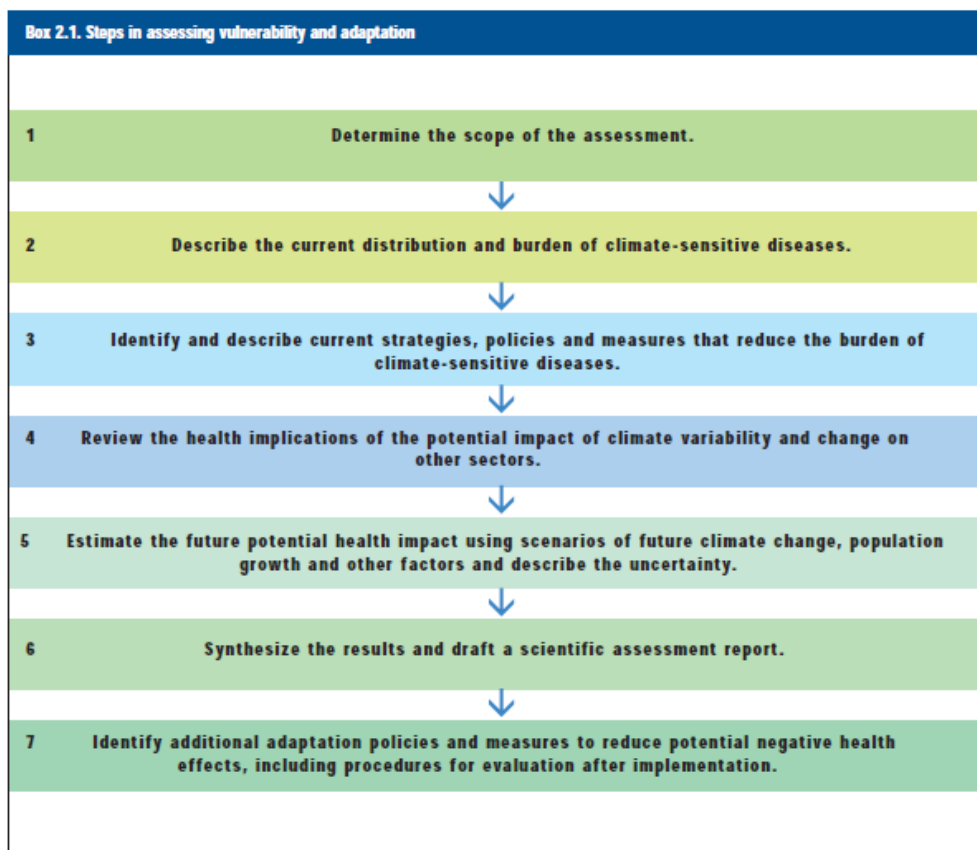 Box 2.1. Steps in assessing vulnerability and adaptation
1 Determine the scope of the assessment.
2 Describe the current distribution and burden of climate-sensitive diseases.
3 Identify and describe current strategies, policies and measures that reduce the burden of
climate-sensitive diseases.
4 Review the health implications of the potential impact of climate variability and change on
other sectors.
5 Estimate the future potential health impact using scenarios of future climate change, population
growth and other factors and describe the uncertainty.
6 Synthesize the results and draft a scientific assessment report.
7 Identify additional adaptation policies and measures to reduce potential negative health
effects, including procedures for evaluation after implementation.